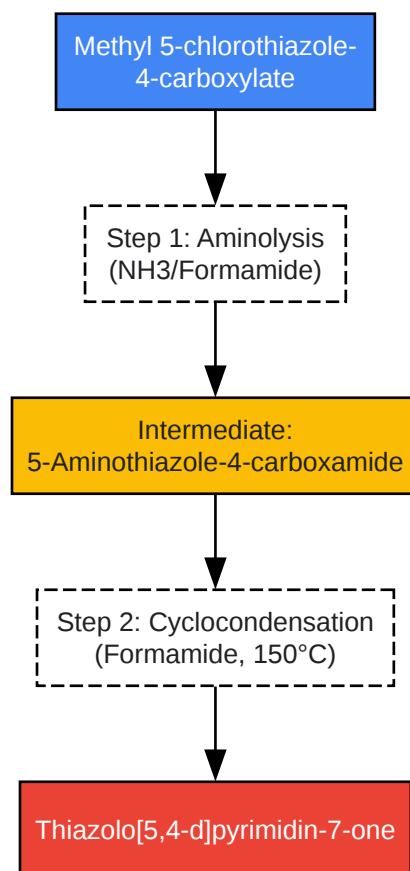 Methyl 5-chlorothiazole-
4-carboxylate
Step 1: Aminolysis
(NH3/Formamide)
Intermediate:
5-Aminothiazole-4-carboxamide
Step 2: Cyclocondensation
(Formamide, 150°C)
Thiazolo[5,4-d]pyrimidin-7-one